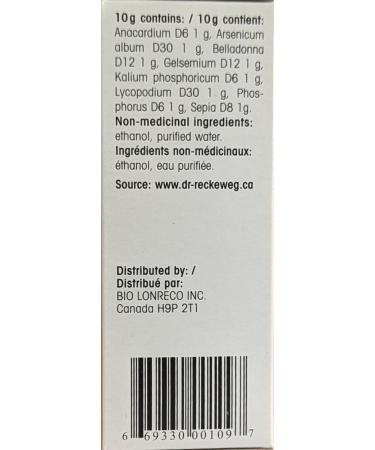 10 g contains: / 10 g contient:
Anacardium D6 1 g, Arsenicum
album D30 1 g, Belladonna
D12 1 g, Gelsemium D12 1 g,
Kalium phosphoricum D6 1 g,
Lycopodium D30 1 g, Phos-
phorus D6 1 g, Sepia D8 1g.
Non-medicinal ingredients:
ethanol, purified water.
Ingrédients non-médicinaux:
éthanol, eau purifiée.
Source: www.dr-reckeweg.ca
Distributed by: /
Distribué par:
BIO LONRECO INC.
Canada H9P 2T1
6 69330 00109 7